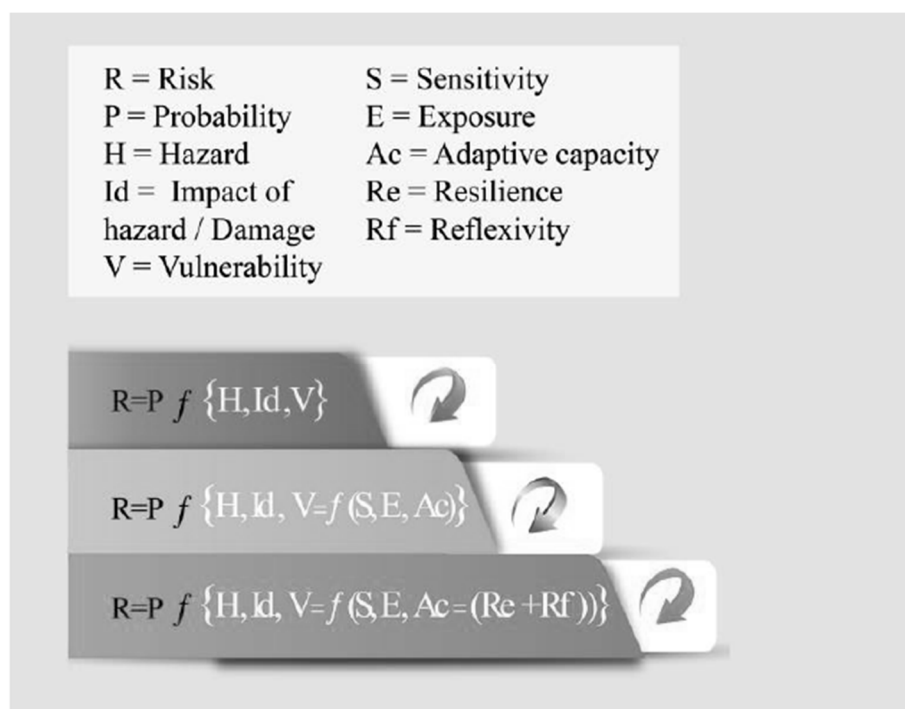 R = Risk
P = Probability
H = Hazard
Id = Impact of
hazard / Damage
V = Vulnerability
S = Sensitivity
E = Exposure
Ac = Adaptive capacity
Re = Resilience
Rf = Reflexivity
R=P ƒ {H,Id,V}
R=P ƒ {H,Id, V=ƒ(S,E, Ac)}
R=P ƒ {H,Id, V=ƒ(S,E, Ac=(Re +Rf ))}